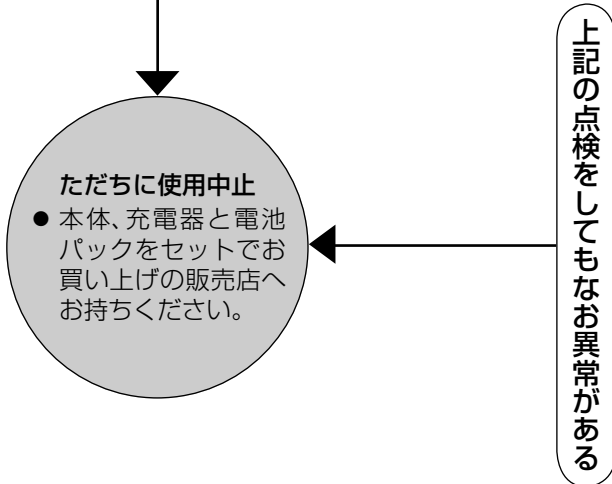 ただちに使用中止
● 本体、充電器と電池
パックをセットでお
買い上げの販売店へ
お持ちください。
上記の点検をしてもなお異常がある